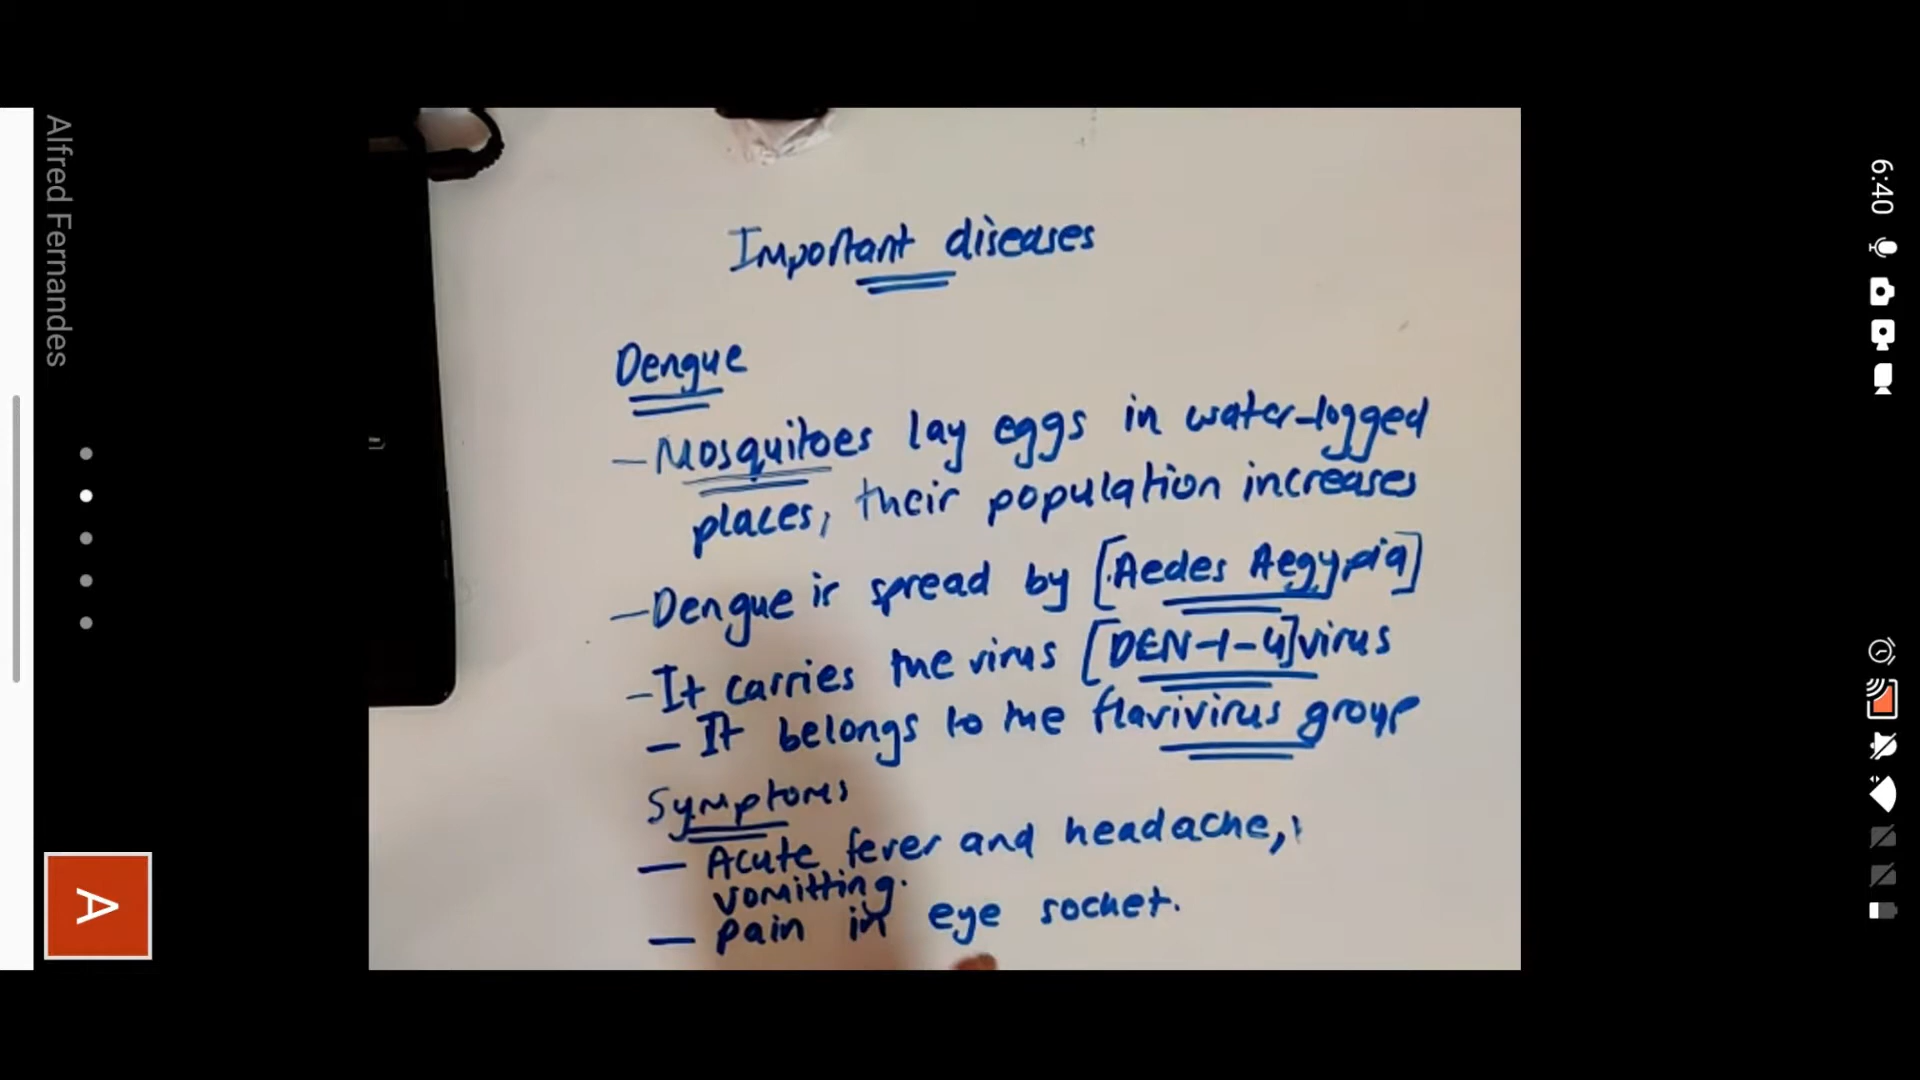 Important diseases
Dengue
- Mosquitoes lay eggs in water-logged
places, their population increases
- Dengue is spread by [Aedes Aegypia]
- It carries the virus [DEN-1-4] virus
- It belongs to the flavivirus group
Symptoms
- Acute fever and headache,
vomitting.
- pain in eye socket.
Alfred Fernandes
A
6:40